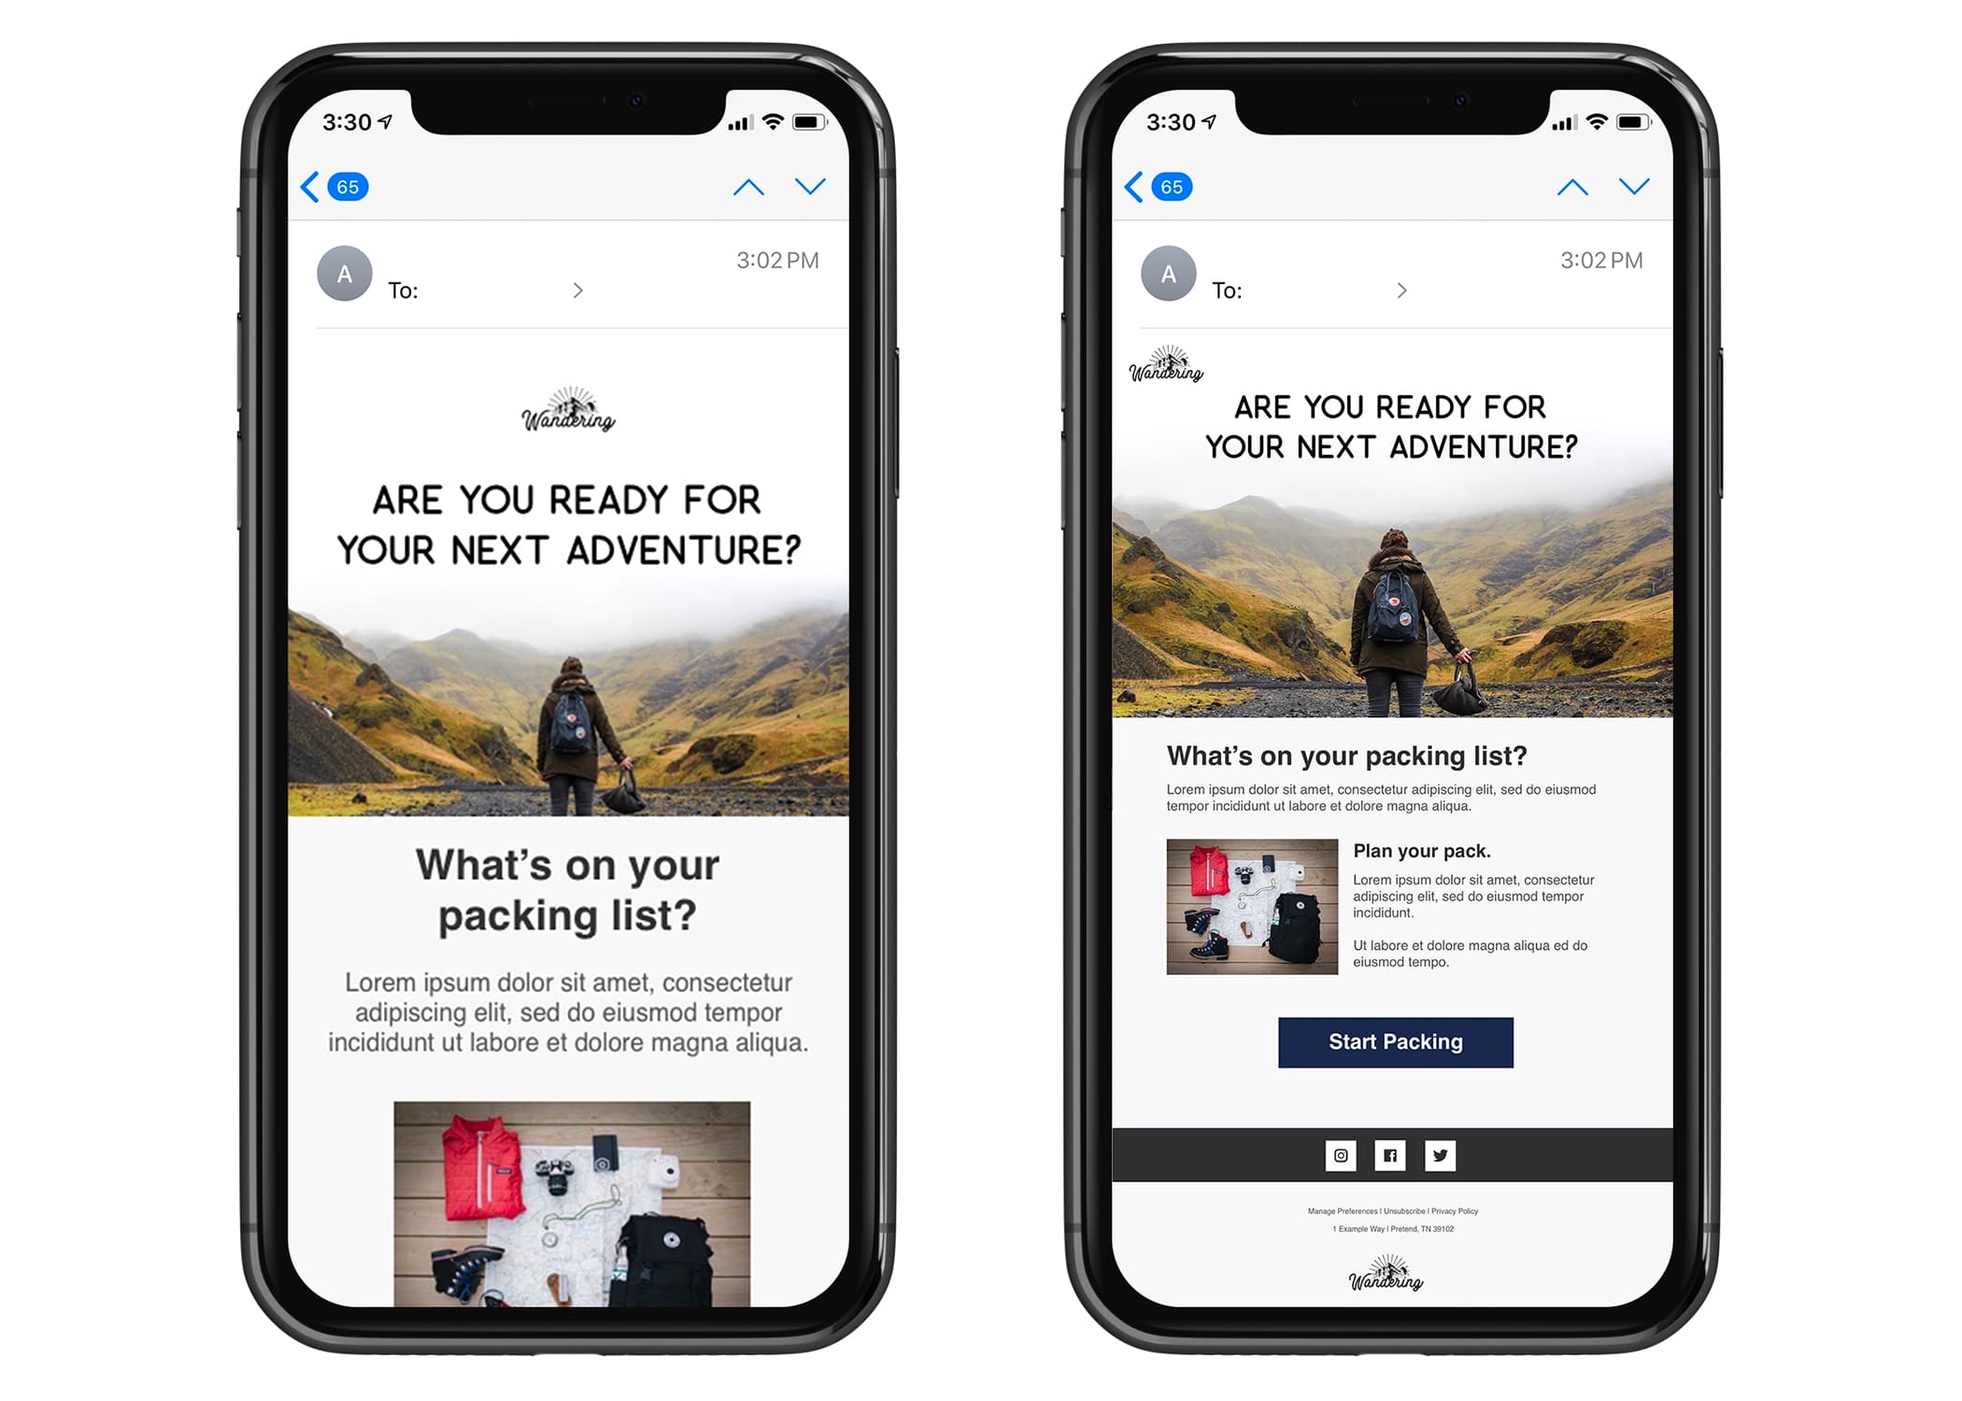 3:30
65
A
3:02 PM
To:
Wandering
ARE YOU READY FOR
YOUR NEXT ADVENTURE?
What's on your
packing list?
Lorem ipsum dolor sit amet, consectetur
adipiscing elit, sed do eiusmod tempor
incididunt ut labore et dolore magna aliqua.
3:30
65
A
3:02 PM
To:
Wandering
ARE YOU READY FOR
YOUR NEXT ADVENTURE?
What's on your packing list?
Lorem ipsum dolor sit amet, consectetur adipiscing elit, sed do eiusmod
tempor incididunt ut labore et dolore magna aliqua.
Plan your pack.
Lorem ipsum dolor sit amet, consectetur
adipiscing elit, sed do eiusmod tempor
incididunt.
Ut labore et dolore magna aliqua ed do
eiusmod tempo.
Start Packing
Manage Preferences | Unsubscribe | Privacy Policy
1 Example Way | Pretend, TN 39102
Wandering